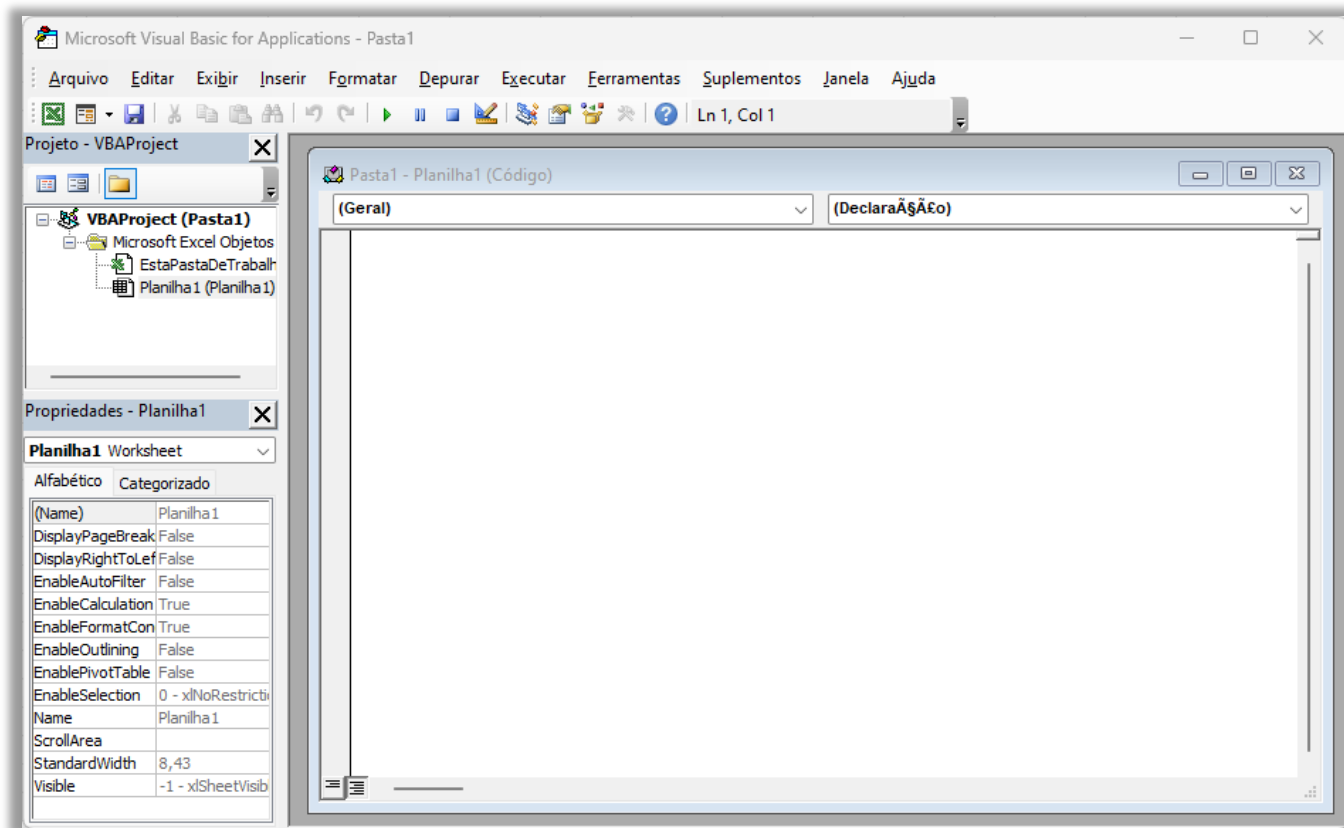 Microsoft Visual Basic for Applications - Pasta1
Arquivo Editar Exibir Inserir Formatar Depurar Executar Ferramentas Suplementos Janela Ajuda
Ln 1, Col 1
Projeto - VBAProject
VBAProject (Pasta1)
Microsoft Excel Objetos
EstaPastaDeTrabalh
Planilha1 (Planilha1)
Propriedades - Planilha1
Planilha1 Worksheet
Alfabético Categorizado
(Name) Planilha1
DisplayPageBreak False
DisplayRightToLef False
EnableAutoFilter False
EnableCalculation True
EnableFormatCon True
EnableOutlining False
EnablePivotTable False
EnableSelection 0 - xlNoRestricti
Name Planilha1
ScrollArea
StandardWidth 8,43
Visible -1 - xlSheetVisib
Pasta1 - Planilha1 (Código)
(Geral) (DeclaraÃ§Ã£o)